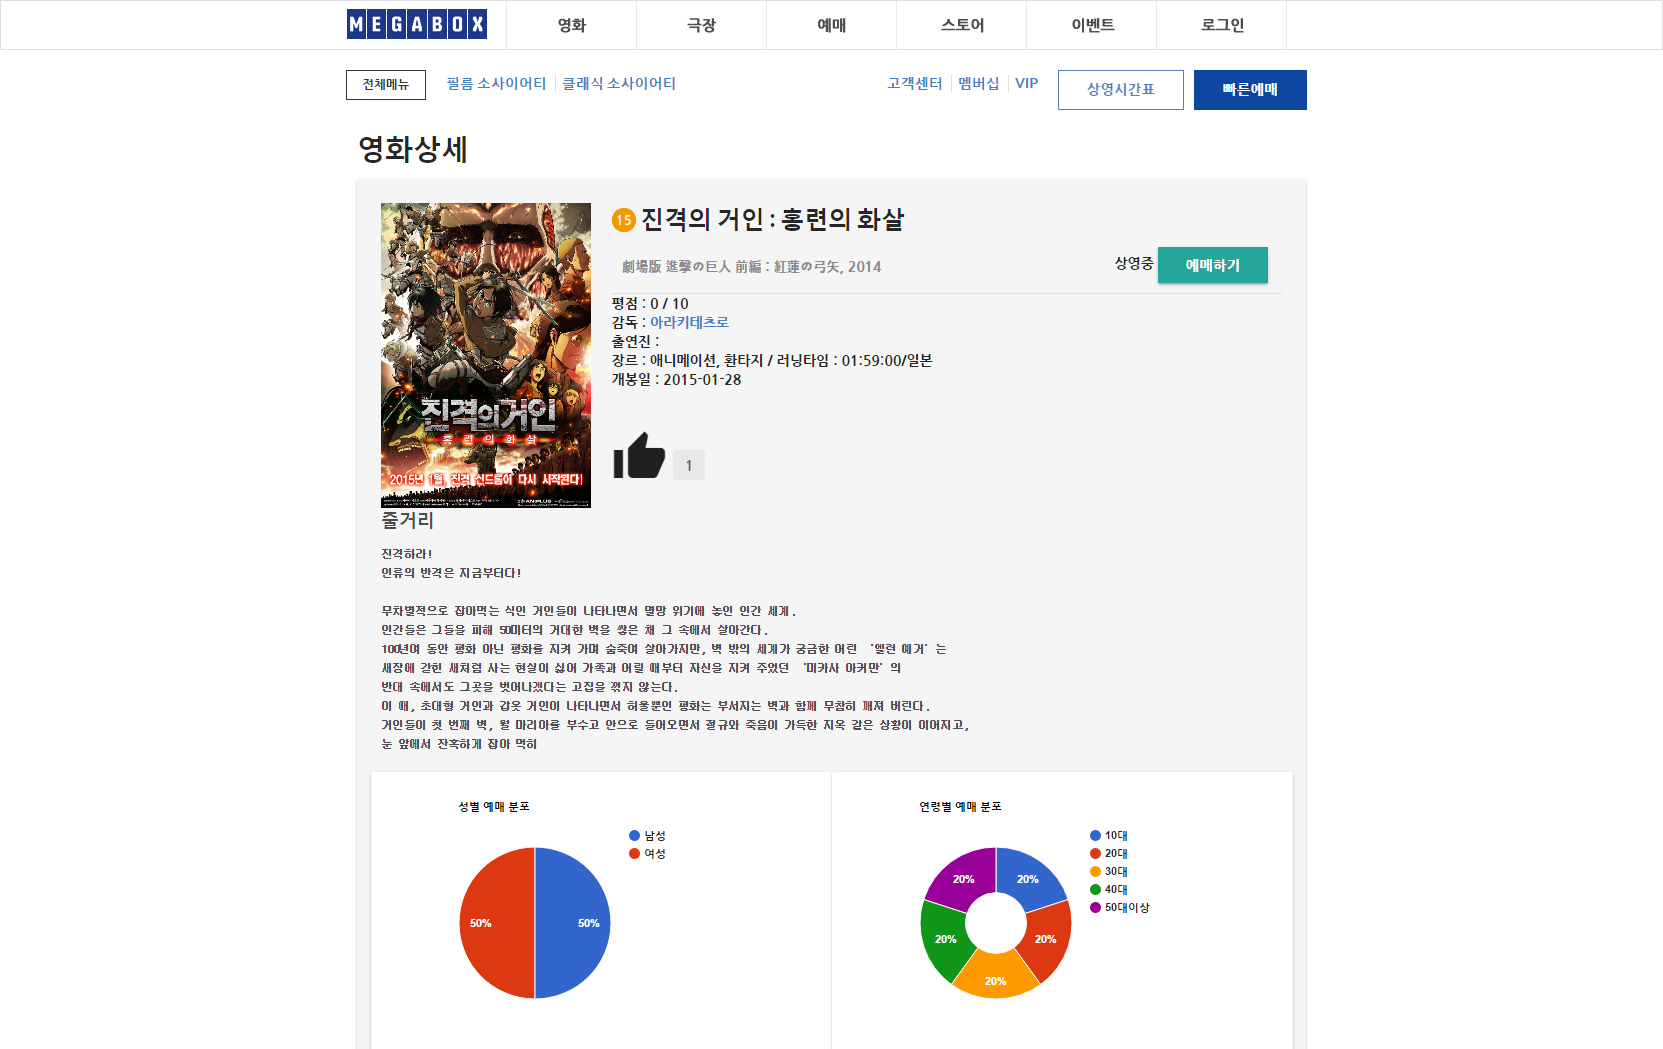 MEGABOX
영화
극장
예매
스토어
이벤트
로그인
전체메뉴
필름 소사이어티
클래식 소사이어티
고객센터
멤버십
VIP
상영시간표
빠른예매
영화상세
15 진격의 거인 : 홍련의 화살
劇場版 進擊の巨人 前編 : 紅蓮の弓矢, 2014
상영중
예매하기
평점 : 0 / 10
감독 : 아라키테츠로
출연진 :
장르 : 애니메이션, 환타지 / 러닝타임 : 01:59:00/일본
개봉일 : 2015-01-28
1
진격의거인
홍련의화살
2015년 1월, 진격 신드롬이 다시 시작된다!
줄거리
진격하라!
인류의 반격은 지금부터다!
무차별적으로 잡아먹는 식인 거인들이 나타나면서 멸망 위기에 놓인 인간 세계.
인간들은 그들을 피해 50미터의 거대한 벽을 쌓은 채 그 속에서 살아간다.
100년여 동안 평화 아닌 평화를 지켜 가며 숨죽여 살아가지만, 벽 밖의 세계가 궁금한 어린 '엘런 예거' 는
새장에 갇힌 새처럼 사는 현실이 싫어 가족과 어릴 때부터 자신을 지켜 주었던 '미카사 아커만' 의
반대 속에서도 그곳을 벗어나겠다는 고집을 꺾지 않는다.
이 때, 초대형 거인과 갑옷 거인이 나타나면서 허울뿐인 평화는 부서지는 벽과 함께 무참히 깨져 버린다.
거인들이 첫 번째 벽, 월 마리아를 부수고 안으로 들어오면서 절규와 죽음이 가득한 지옥 같은 상황이 이어지고,
눈 앞에서 잔혹하게 잡아 먹히
성별 예매 분포
남성
여성
50%
50%
연령별 예매 분포
10대
20대
30대
40대
50대이상
20%
20%
20%
20%
20%